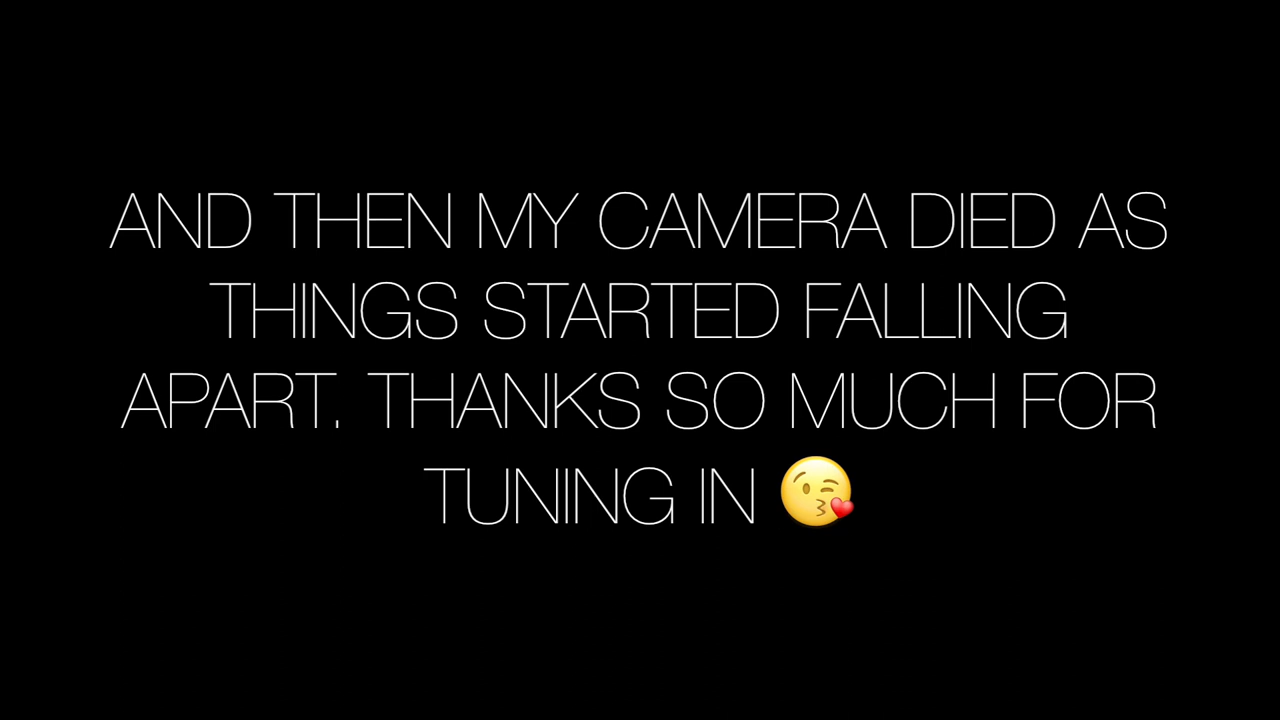 AND THEN MY CAMERA DIED AS
THINGS STARTED FALLING
APART. THANKS SO MUCH FOR
TUNING IN 😘